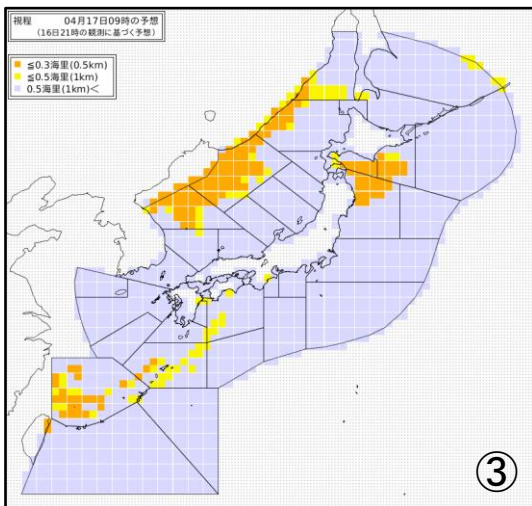 視程 04月17日09時の予想
(16日21時の観測に基づく予想)
≦0.3海里(0.5km)
≦0.5海里(1km)
0.5海里(1km)<
③